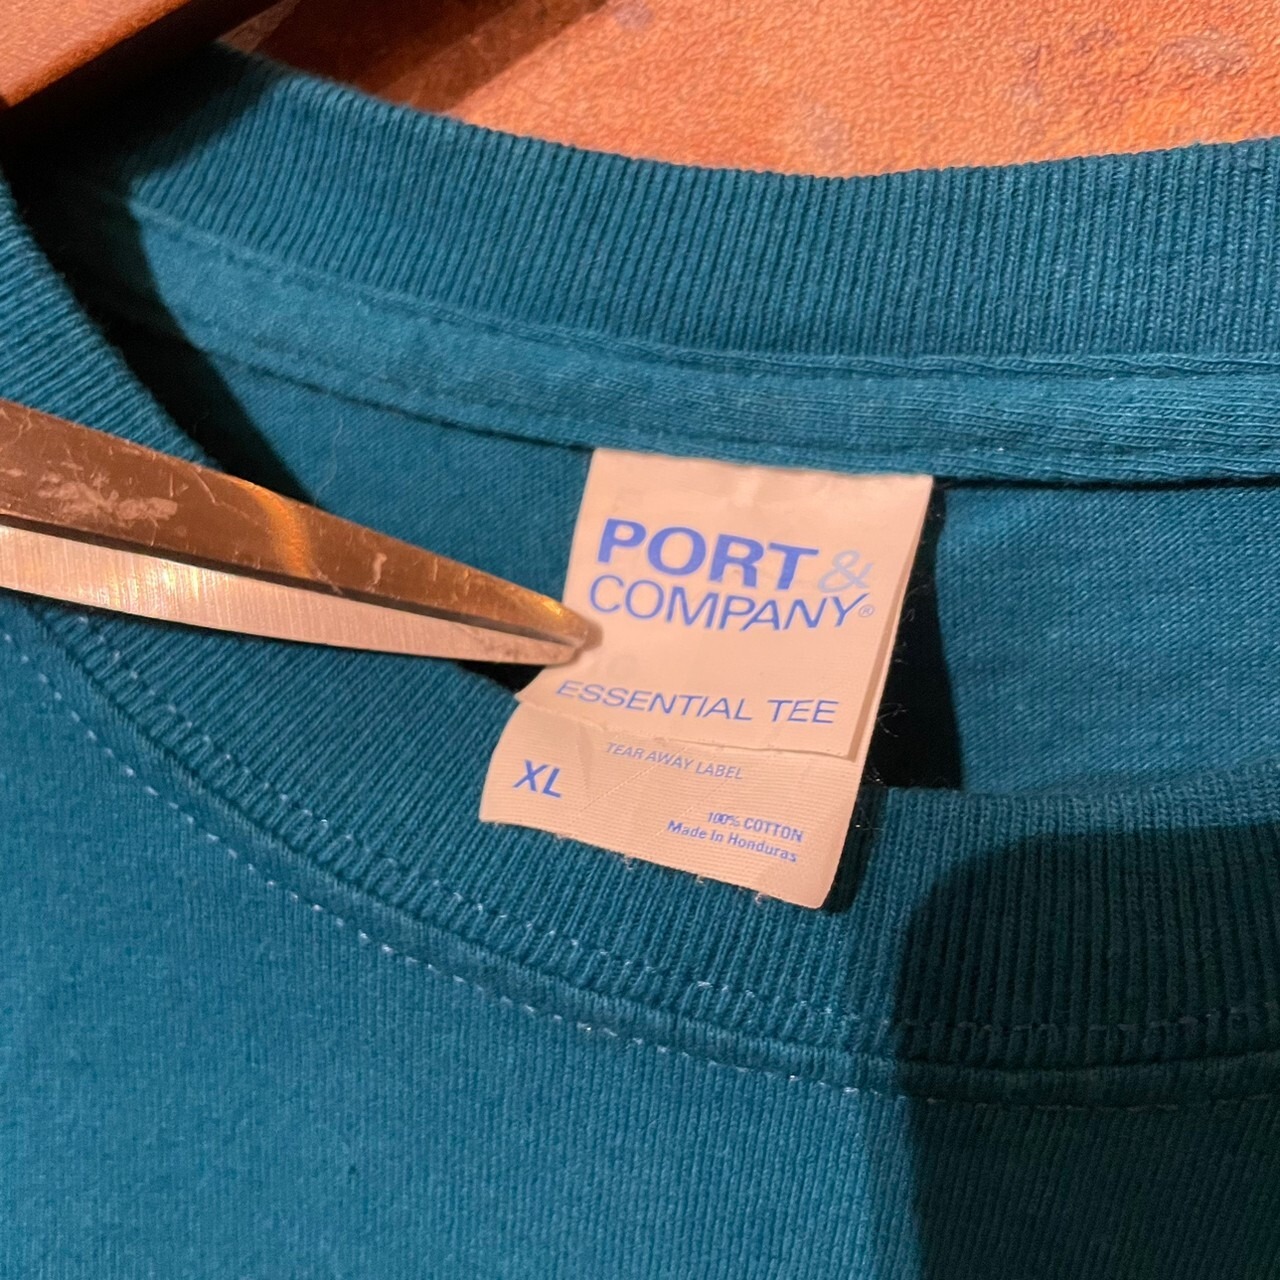 PORT &
COMPANY®
ESSENTIAL TEE
TEAR AWAY LABEL
XL
100% COTTON
Made In Honduras